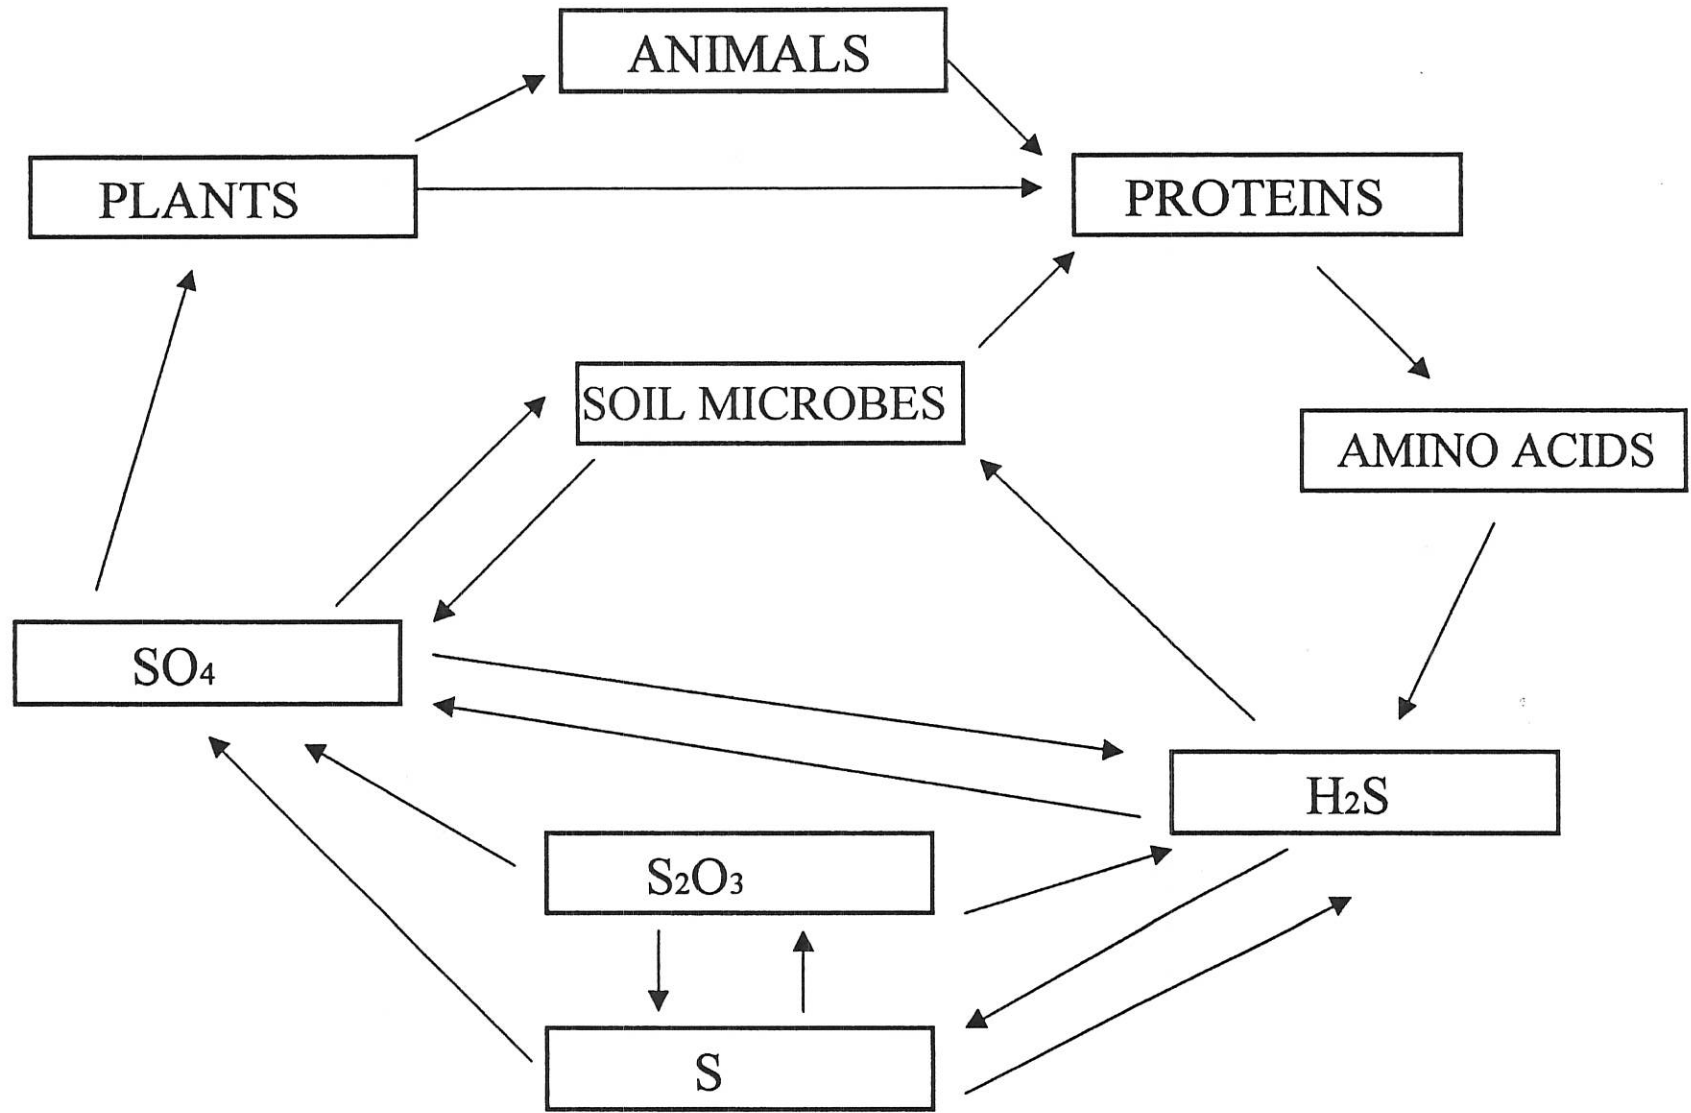 ANIMALS
PLANTS
PROTEINS
SOIL MICROBES
AMINO ACIDS
SO4
H2S
S2O3
S